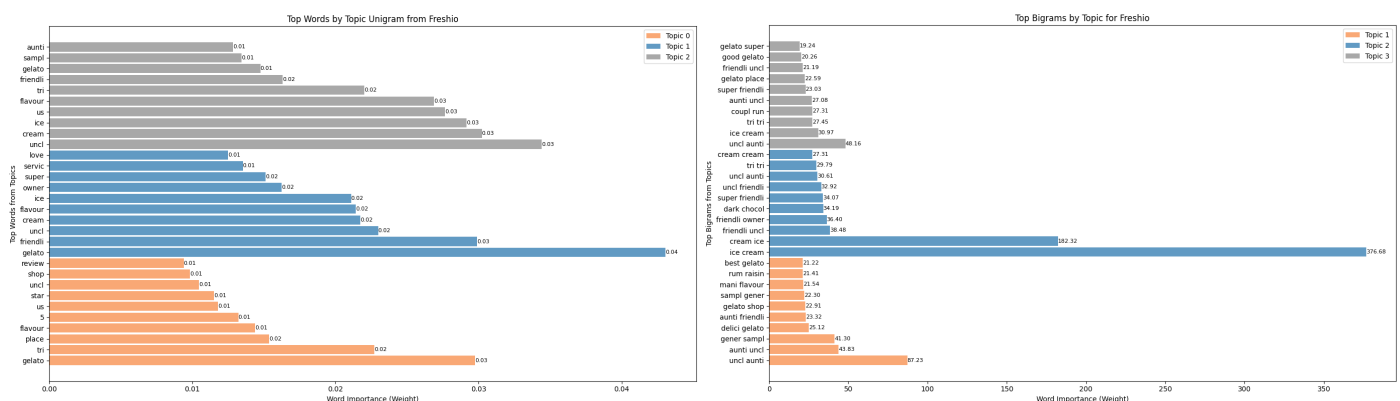 Top Words by Topic Unigram from Freshio
Topic 0
Topic 1
Topic 2
Top Words from Topics
aunti 0.01
sampl 0.01
gelato 0.01
friendli 0.02
tri 0.02
flavour 0.03
us 0.03
ice 0.03
cream 0.03
uncl 0.03
love 0.01
servic 0.01
super 0.02
owner 0.02
ice 0.02
flavour 0.02
cream 0.02
uncl 0.02
friendli 0.03
gelato 0.04
review 0.01
shop 0.01
uncl 0.01
star 0.01
us 0.01
5 0.01
flavour 0.01
place 0.02
tri 0.02
gelato 0.03
0.00 0.01 0.02 0.03 0.04
Word Importance (Weight)
Top Bigrams by Topic for Freshio
Topic 1
Topic 2
Topic 3
Top Bigrams from Topics
gelato super 19.24
good gelato 20.26
friendli uncl 21.19
gelato place 22.59
super friendli 23.03
aunti uncl 27.08
coupl run 27.31
tri tri 27.45
ice cream 30.97
uncl aunti 48.16
cream cream 27.31
tri tri 29.79
uncl aunti 30.61
uncl friendli 32.92
super friendli 34.07
dark chocol 34.19
friendli owner 36.40
friendli uncl 38.48
cream ice 182.32
ice cream 376.68
best gelato 21.22
rum raisin 21.41
mani flavour 21.54
sampl gener 22.30
gelato shop 22.91
aunti friendli 23.32
delici gelato 25.12
gener sampl 41.30
aunti uncl 43.83
uncl aunti 87.23
0 50 100 150 200 250 300 350
Word Importance (Weight)